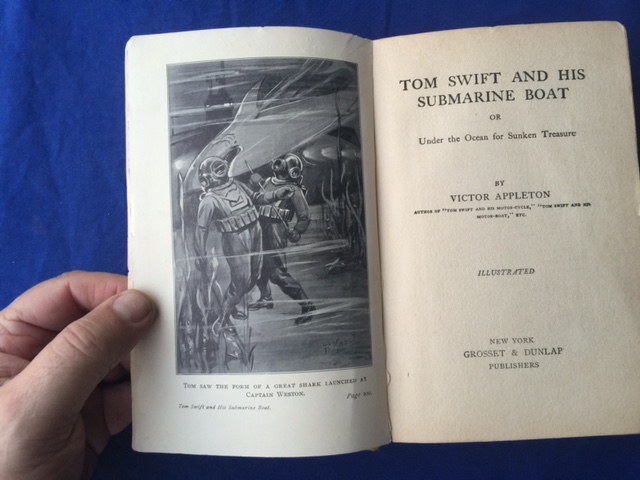 TOM SAW THE FORM OF A GREAT SHARK LAUNCHED AT
CAPTAIN WESTON.
Page
Tom Swift and His Submarine Boat.
TOM SWIFT AND HIS
SUBMARINE BOAT
OR
Under the Ocean for Sunken Treasure
BY
VICTOR APPLETON
AUTHOR OF "TOM SWIFT AND HIS MOTOR-CYCLE," "TOM SWIFT AND HIS
MOTOR-BOAT," ETC.
ILLUSTRATED
NEW YORK
GROSSET & DUNLAP
PUBLISHERS